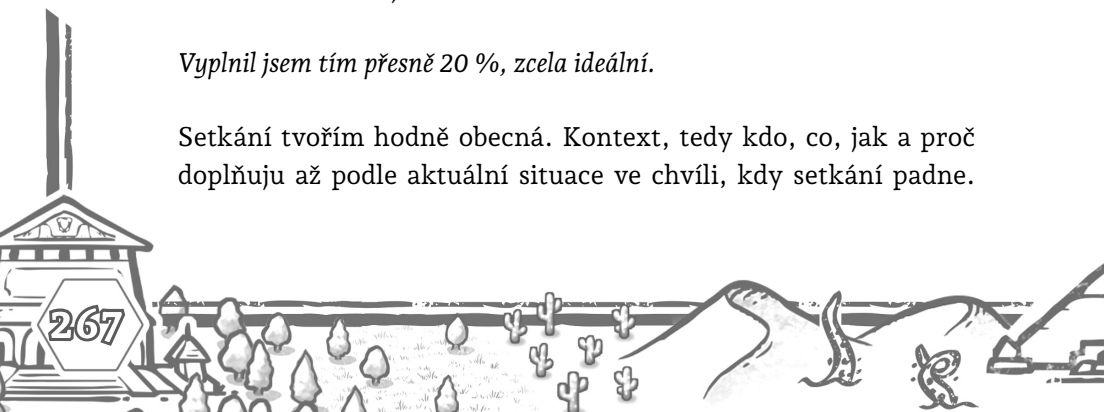 Vyplnil jsem tím přesně 20 %, zcela ideální.
Setkání tvořím hodně obecná. Kontext, tedy kdo, co, jak a proč
doplňuju až podle aktuální situace ve chvíli, kdy setkání padne.
267